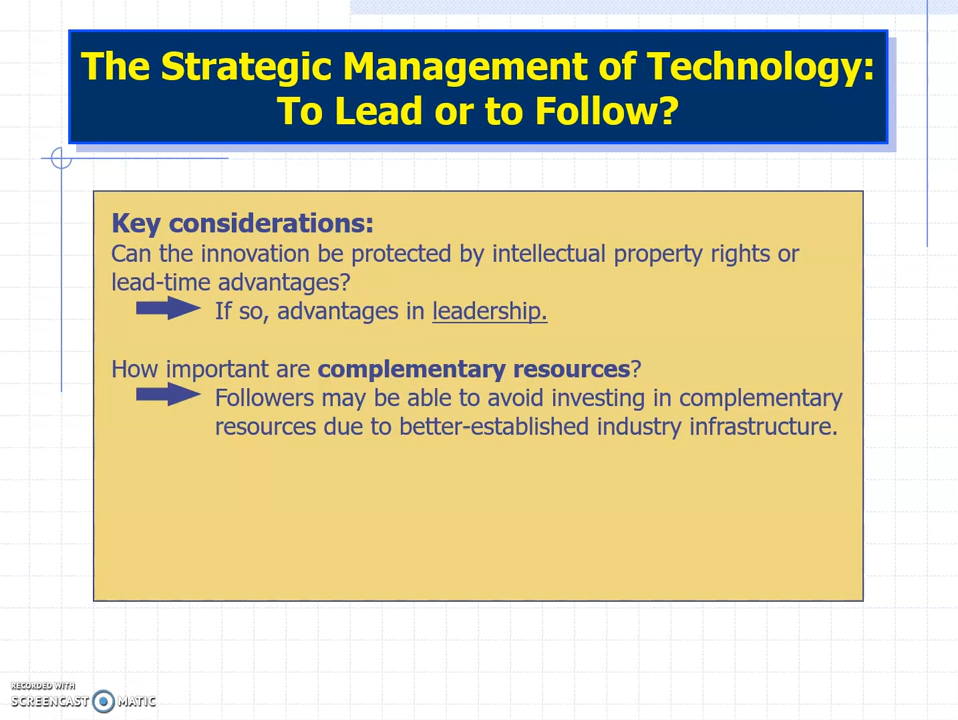 The Strategic Management of Technology:
To Lead or to Follow?
Key considerations:
Can the innovation be protected by intellectual property rights or
lead-time advantages?
If so, advantages in leadership.
How important are complementary resources?
Followers may be able to avoid investing in complementary
resources due to better-established industry infrastructure.
RECORDED WITH
SCREENCAST MATIC